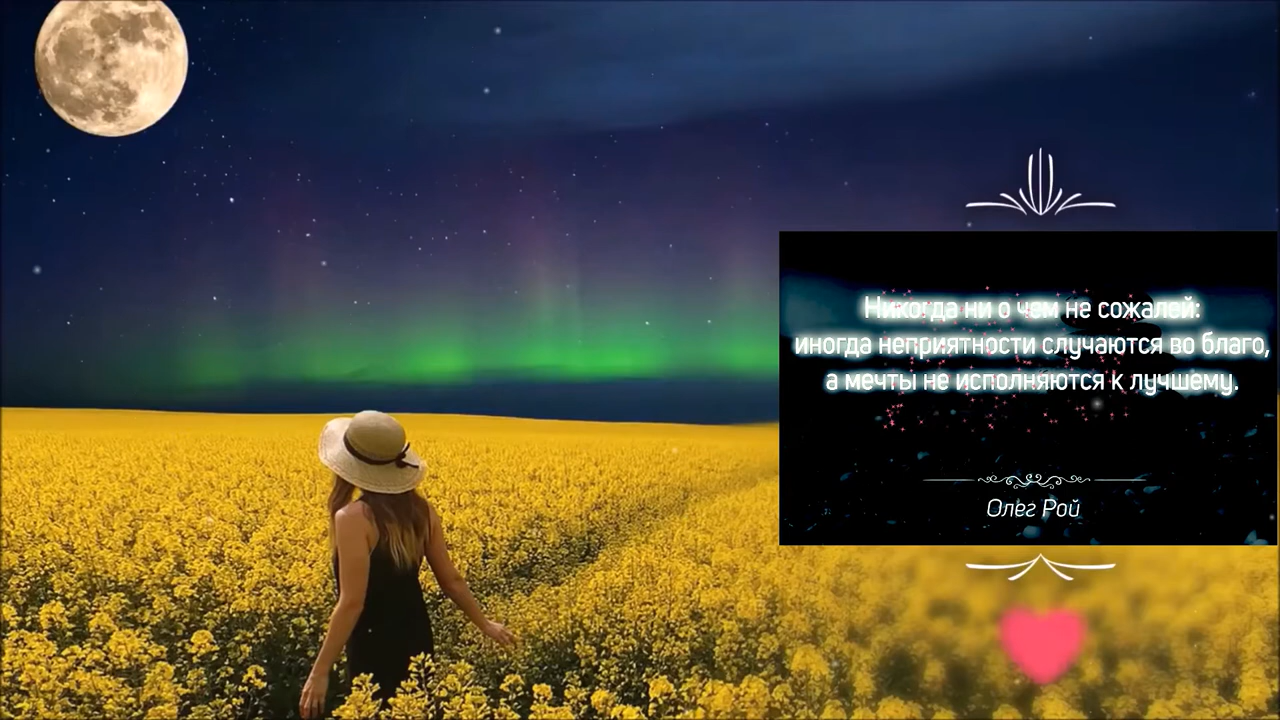 Никогда ни о чем не сожалей:
иногда неприятности случаются во благо,
а мечты не исполняются к лучшему.
Олег Рой